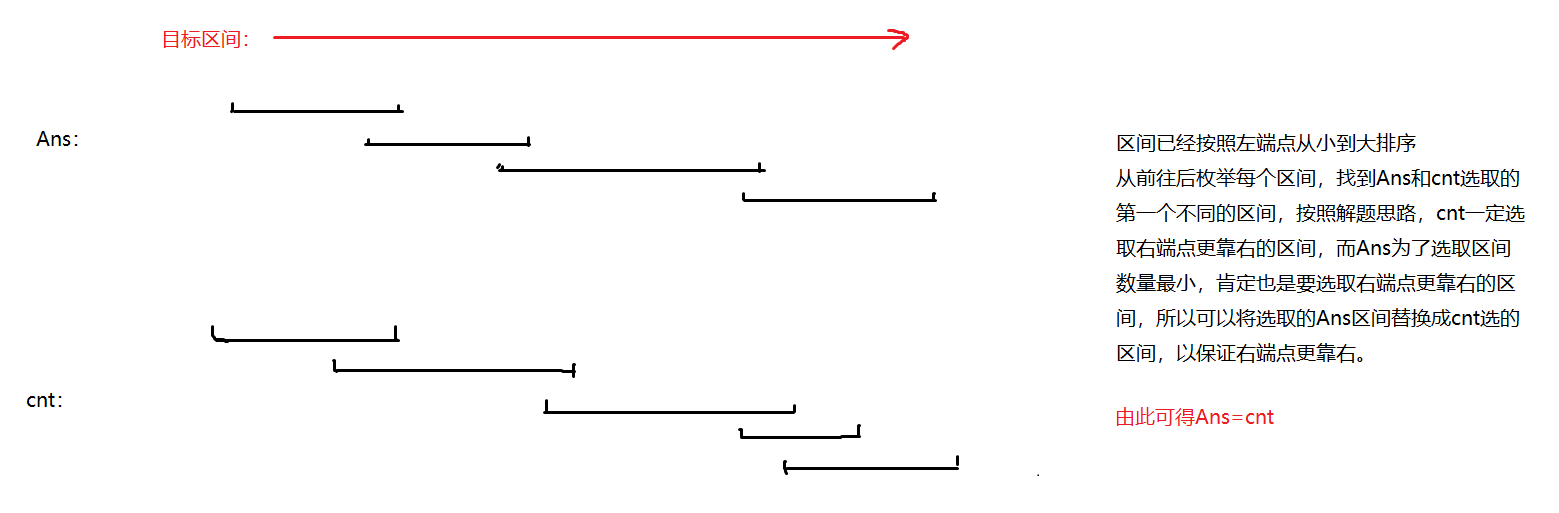 目标区间：
Ans：
区间已经按照左端点从小到大排序
从前往后枚举每个区间，找到Ans和cnt选取的
第一个不同的区间，按照解题思路，cnt一定选
取右端点更靠右的区间，而Ans为了选取区间
数量最小，肯定也是要选取右端点更靠右的区
间，所以可以将选取的Ans区间替换成cnt选的
区间，以保证右端点更靠右。
cnt：
由此可得Ans=cnt